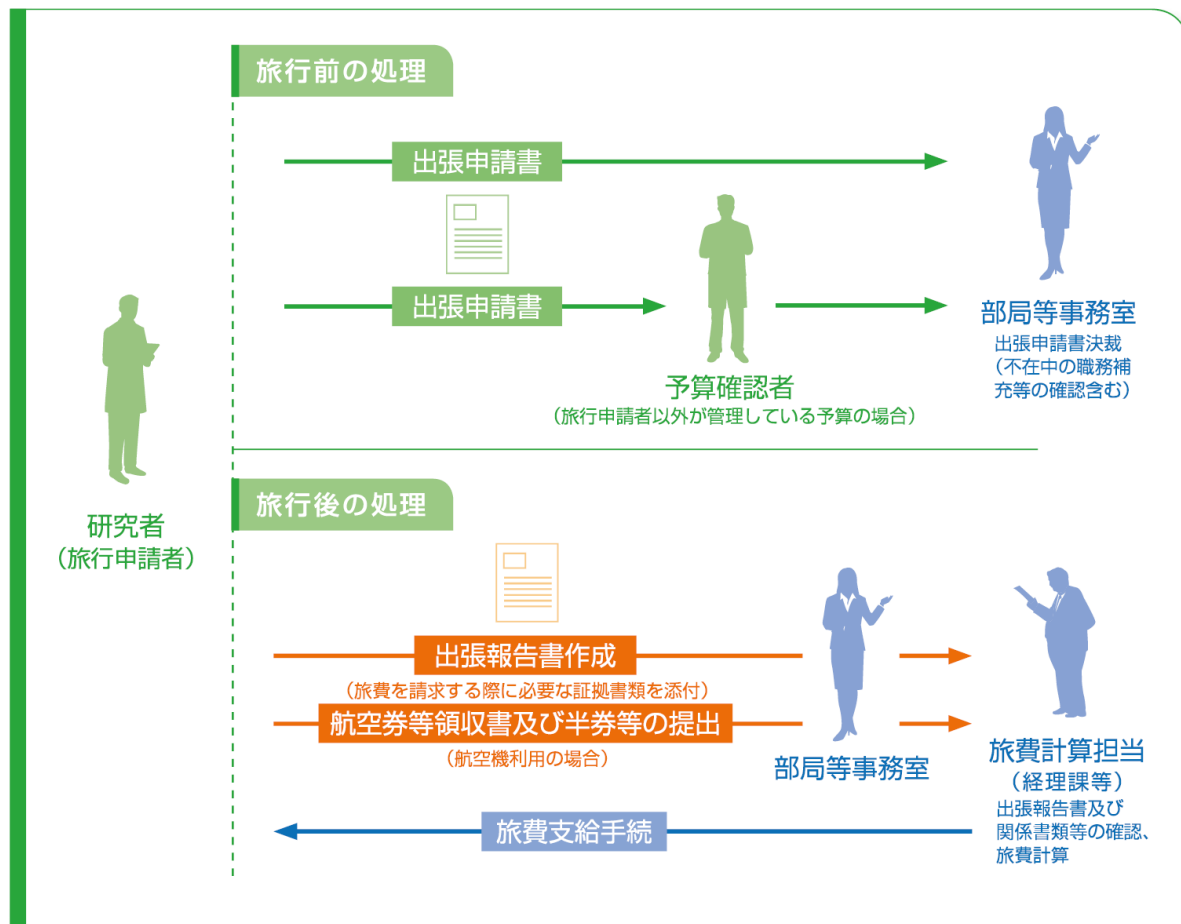 旅行前の処理
出張申請書
出張申請書
予算確認者
（旅行申請者以外が管理している予算の場合）
部局等事務室
出張申請書決裁
（不在中の職務補
充等の確認含む）
研究者
（旅行申請者）
旅行後の処理
出張報告書作成
（旅費を請求する際に必要な証拠書類を添付）
航空券等領収書及び半券等の提出
（航空機利用の場合）
部局等事務室
旅費計算担当
（経理課等）
出張報告書及び
関係書類等の確認、
旅費計算
旅費支給手続